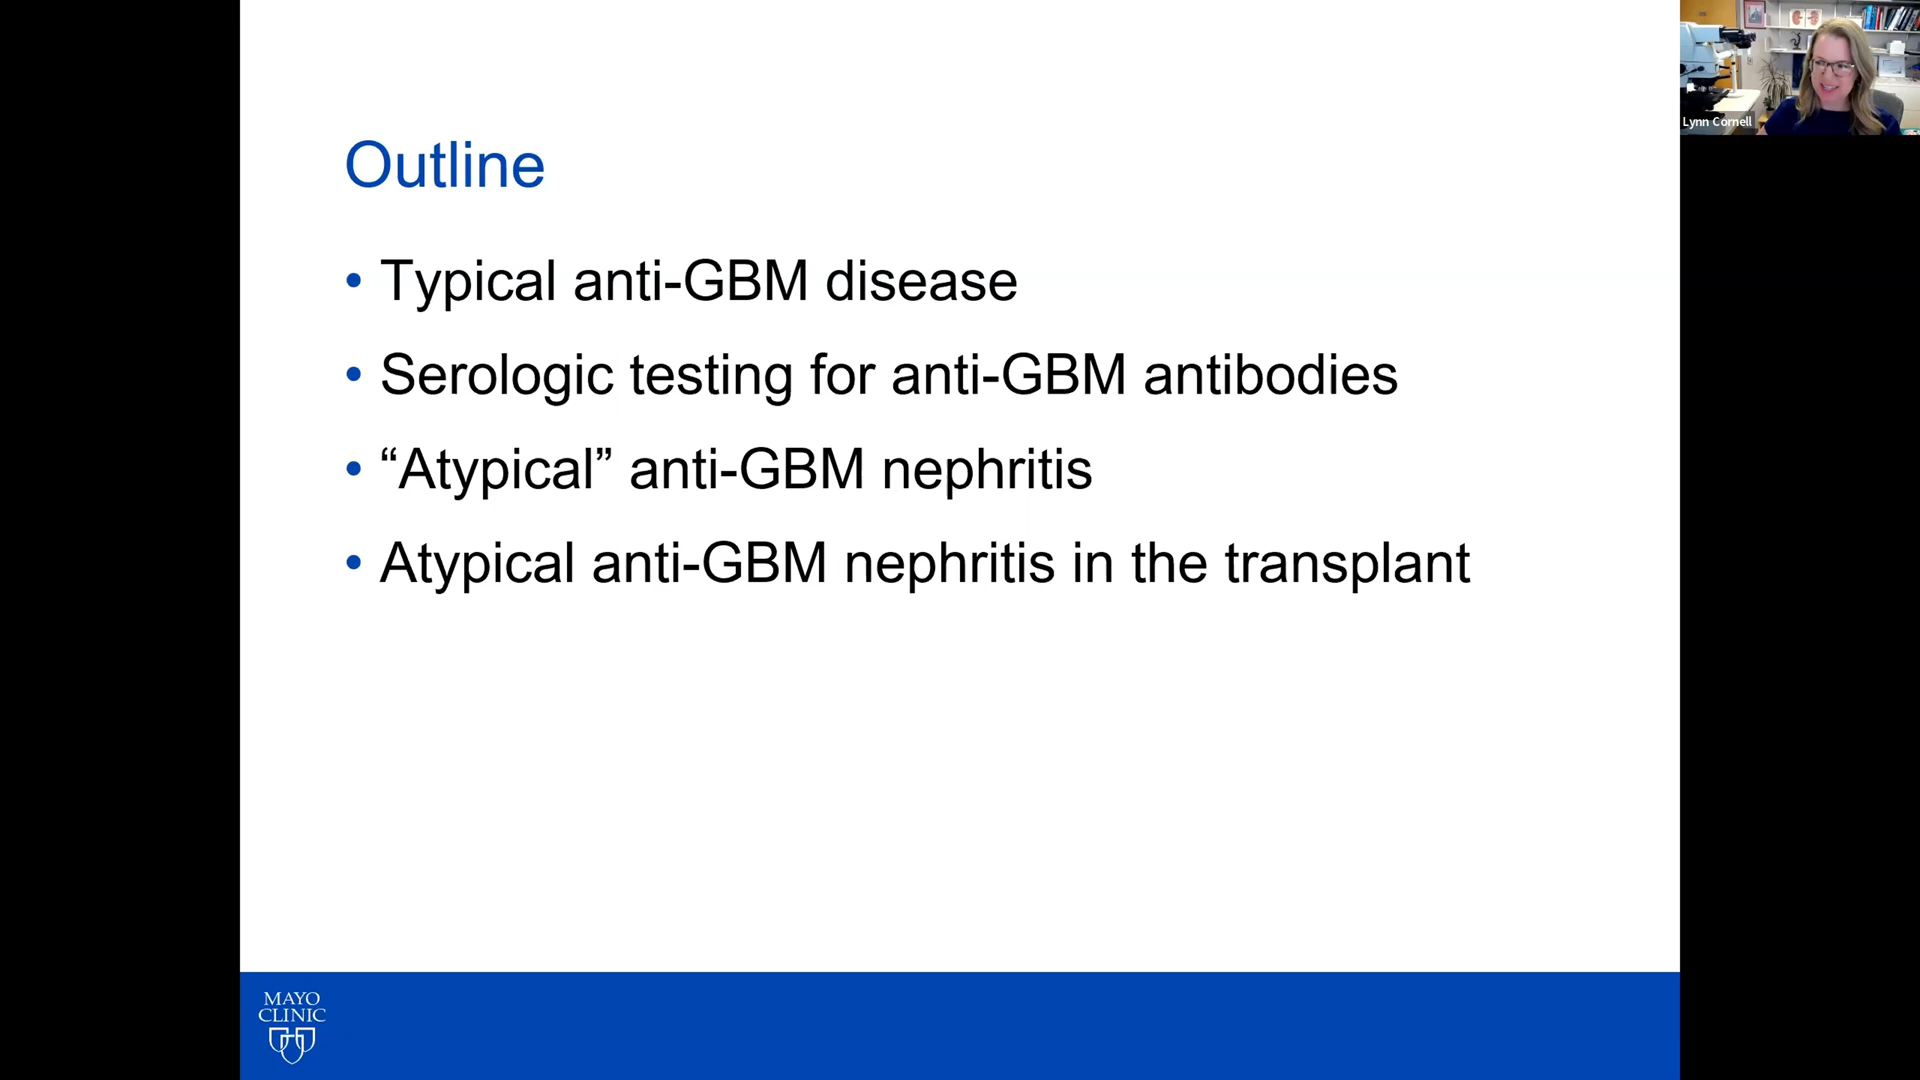 Outline
• Typical anti-GBM disease
• Serologic testing for anti-GBM antibodies
• “Atypical” anti-GBM nephritis
• Atypical anti-GBM nephritis in the transplant
Lynn Cornell
MAYO
CLINIC